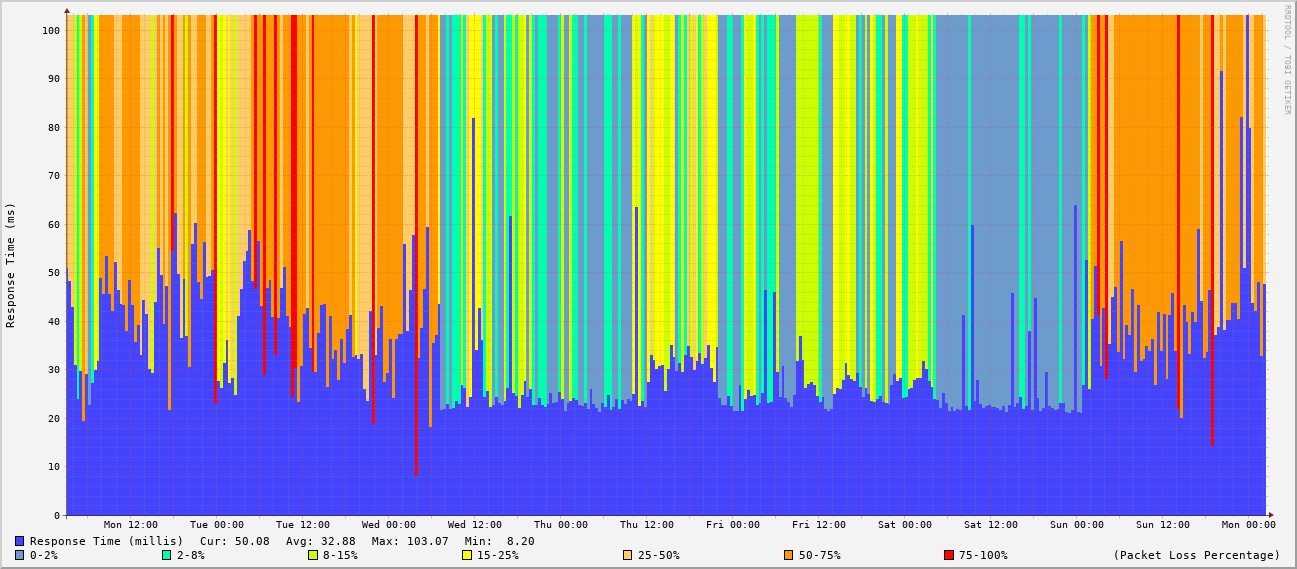 RRDTOOL / TOBI OETIKER
Response Time (ms)
100
90
80
70
60
50
40
30
20
10
0
Mon 12:00 Tue 00:00 Tue 12:00 Wed 00:00 Wed 12:00 Thu 00:00 Thu 12:00 Fri 00:00 Fri 12:00 Sat 00:00 Sat 12:00 Sun 00:00 Sun 12:00 Mon 00:00
Response Time (millis) Cur: 50.08 Avg: 32.88 Max: 103.07 Min: 8.20
0-2% 2-8% 8-15% 15-25% 25-50% 50-75% 75-100% (Packet Loss Percentage)